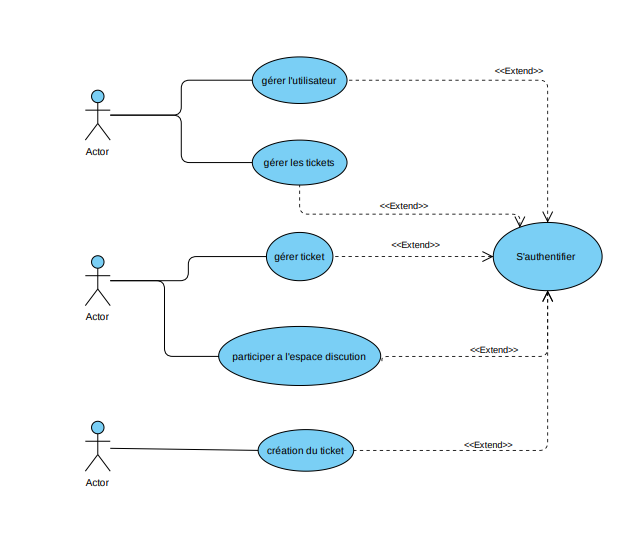 <<Extend>>
gérer l'utilisateur
Actor
gérer les tickets
<<Extend>>
<<Extend>>
gérer ticket
S'authentifier
Actor
<<Extend>>
participer a l'espace discution
<<Extend>>
création du ticket
Actor